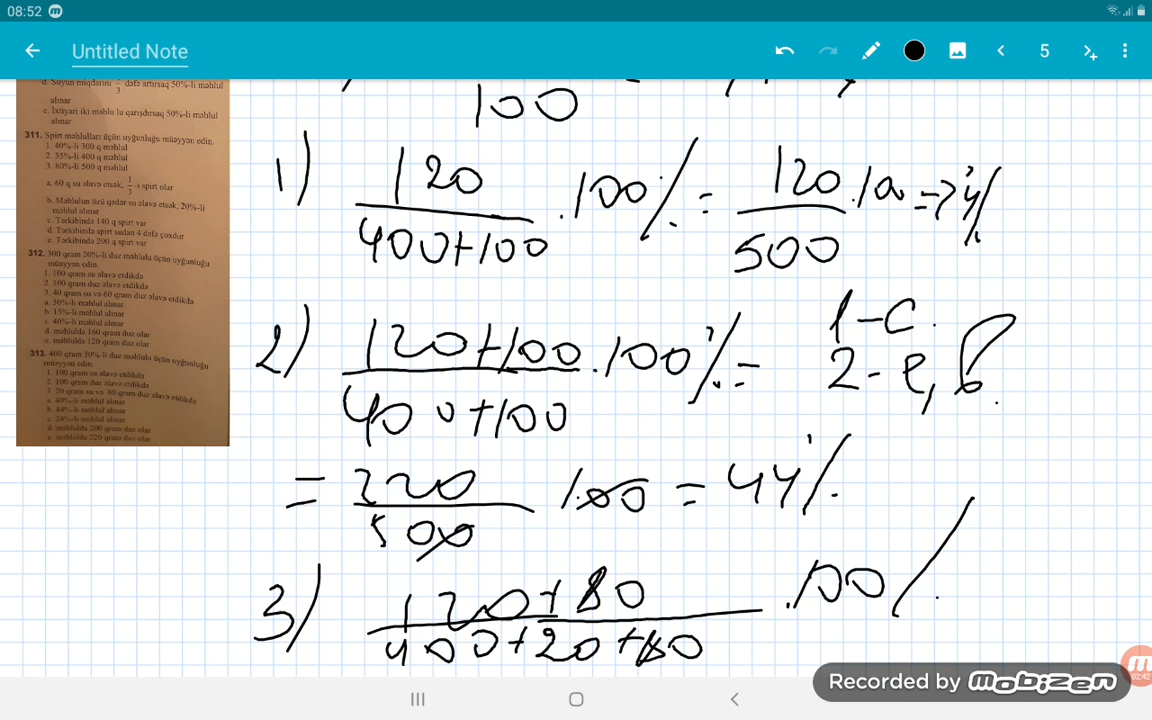 08:52
Untitled Note
5
d. Suyun miqdarını 1/3 dəfə artırsaq 50%-li məhlul
alınar
e. İxtiyari iki məhlu lu qarışdırsaq 50%-li məhlul
alınar
311. Spirt məhlulları üçün uyğunluğu müəyyən edin.
1. 40%-li 300 q məhlul
2. 35%-li 400 q məhlul
3. 80%-li 500 q məhlul
a. 60 q su əlavə etsək, 1/3-i spirt olar
b. Məhlulun özü qədər su əlavə etsək, 20%-li
məhlul alınar
c. Tərkibində 140 q spirt var
d. Tərkibində spirt sudan 4 dəfə çoxdur
e. Tərkibində 200 q spirt var
312. 300 qram 20%-li duz məhlulu üçün uyğunluğu
müəyyən edin.
1. 100 qram su əlavə etdikdə
2. 100 qram duz əlavə etdikdə
3. 40 qram su və 60 qram duz əlavə etdikdə
a. 30%-li məhlul alınar
b. 15%-li məhlul alınar
c. 40%-li məhlul alınar
d. məhlulda 160 qram duz olar
e. məhlulda 120 qram duz olar
313. 400 qram 30%-li duz məhlulu üçün uyğunluğu
müəyyən edin.
1. 100 qram su əlavə etdikdə
2. 100 qram duz əlavə etdikdə
3. 20 qram su və 80 qram duz əlavə etdikdə
a. 40%-li məhlul alınar
b. 44%-li məhlul alınar
c. 24%-li məhlul alınar
d. məhlulda 200 qram duz olar
e. məhlulda 220 qram duz olar
100
1) 120/400+100 .100% = 120/500 .100 =24%
1-c.
2) 120+100/400+100 .100% = 2-e, b.
= 220/500 100 = 44%
3) 120+80/400+20+80 .100%
Recorded by mobizen
02:42